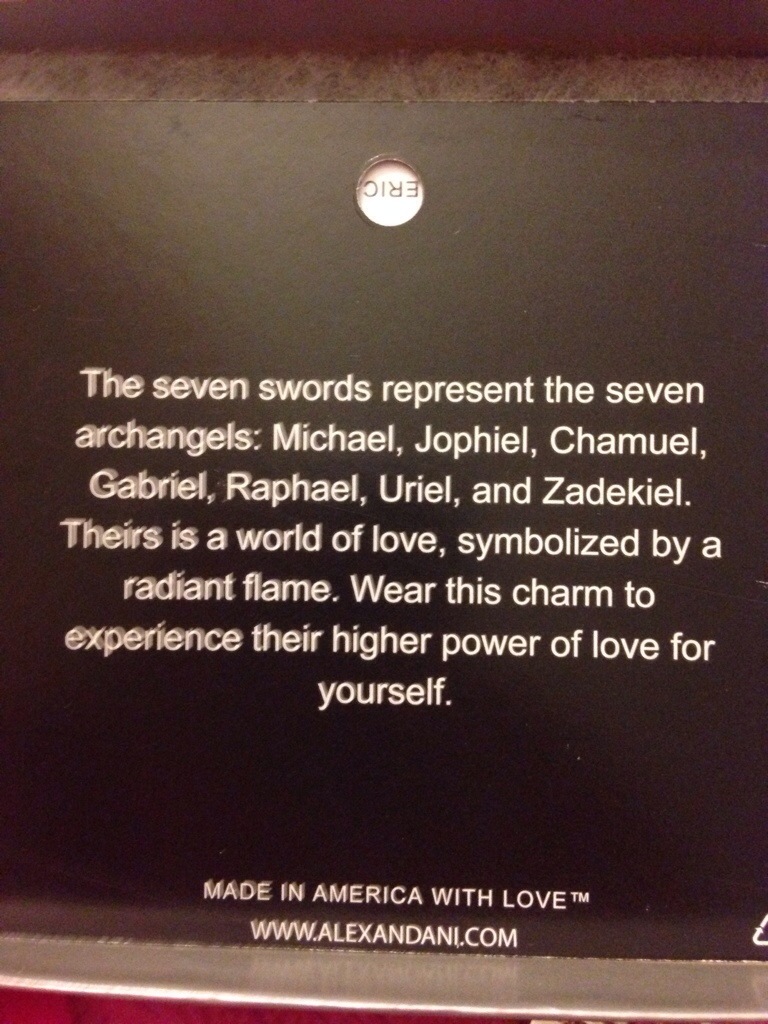 ERIC
The seven swords represent the seven
archangels: Michael, Jophiel, Chamuel,
Gabriel, Raphael, Uriel, and Zadekiel.
Theirs is a world of love, symbolized by a
radiant flame. Wear this charm to
experience their higher power of love for
yourself.
MADE IN AMERICA WITH LOVE™
WWW.ALEXANDANI.COM